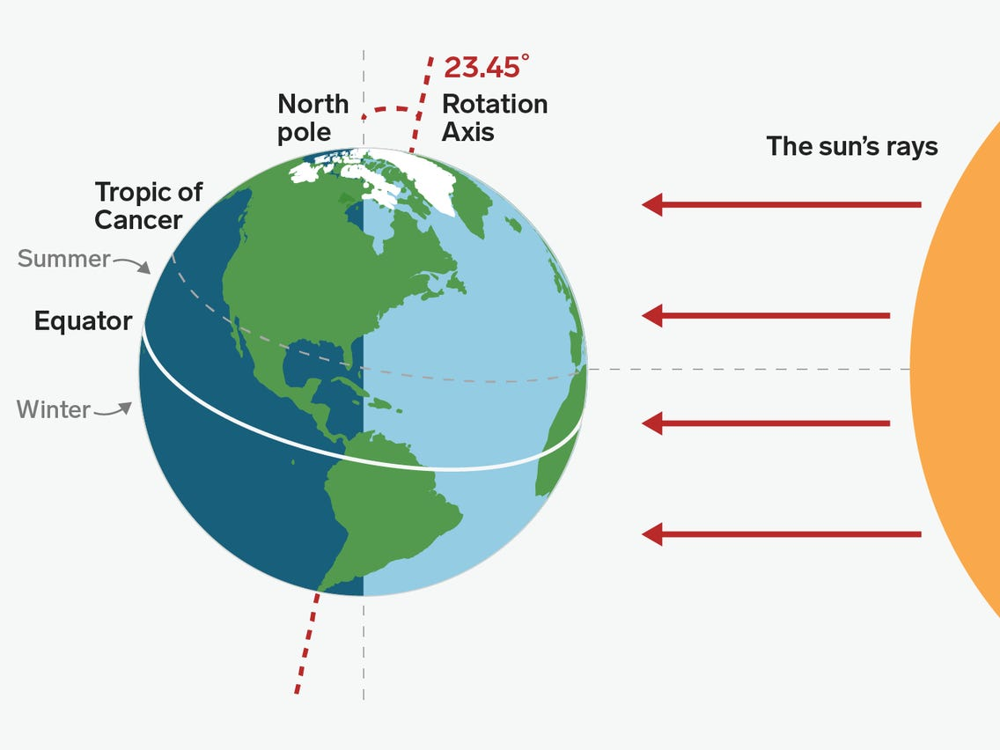 23.45°
North
pole
Rotation
Axis
The sun's rays
Tropic of
Cancer
Summer
Equator
Winter